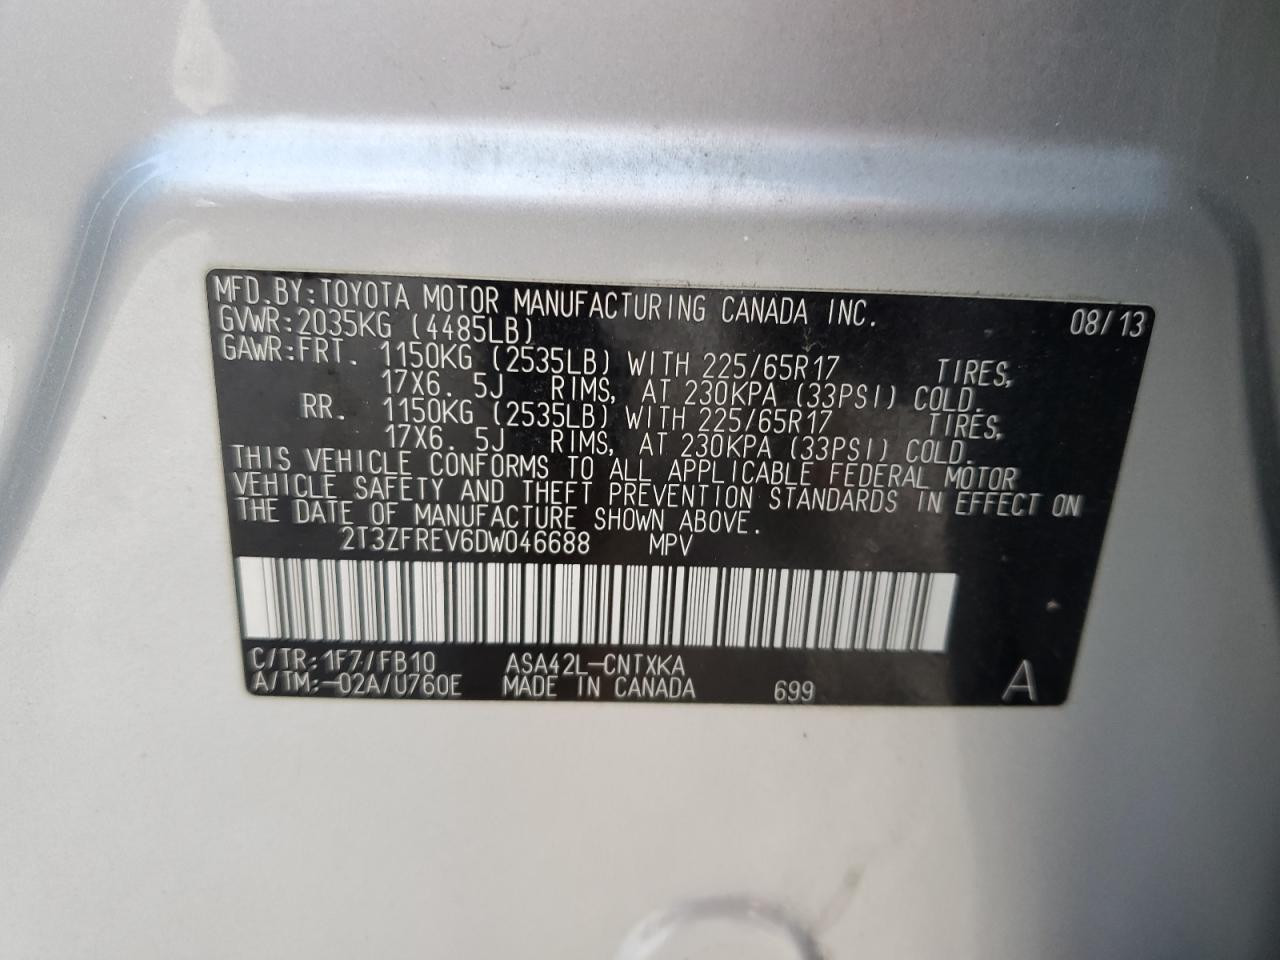 MFD.BY:TOYOTA MOTOR MANUFACTURING CANADA INC. 08/13
GVWR:2035KG (4485LB)
GAWR:FRT. 1150KG (2535LB) WITH 225/65R17 TIRES,
17X6. 5J RIMS, AT 230KPA (33PSI) COLD.
RR. 1150KG (2535LB) WITH 225/65R17 TIRES,
17X6. 5J RIMS, AT 230KPA (33PSI) COLD.
THIS VEHICLE CONFORMS TO ALL APPLICABLE FEDERAL MOTOR
VEHICLE SAFETY AND THEFT PREVENTION STANDARDS IN EFFECT ON
THE DATE OF MANUFACTURE SHOWN ABOVE.
2T3ZFREV6DW046688 MPV
C/TR:1F7/FB10 ASA42L-CNTXKA
A/TM:-02A/U760E MADE IN CANADA 699 A